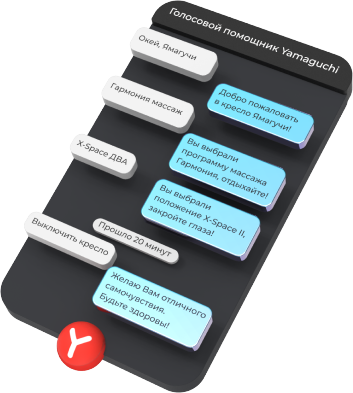 Голосовой помощник Yamaguchi
Окей, Ямагучи
Добро пожаловать
в кресло Ямагучи!
Гармония массаж
Вы выбрали
программу массажа
Гармония, отдыхайте!
X-Space ДВА
Вы выбрали
положение X-Space II,
закройте глаза!
Прошло 20 минут
Выключить кресло
Желаю Вам отличного
самочувствия.
Будьте здоровы!